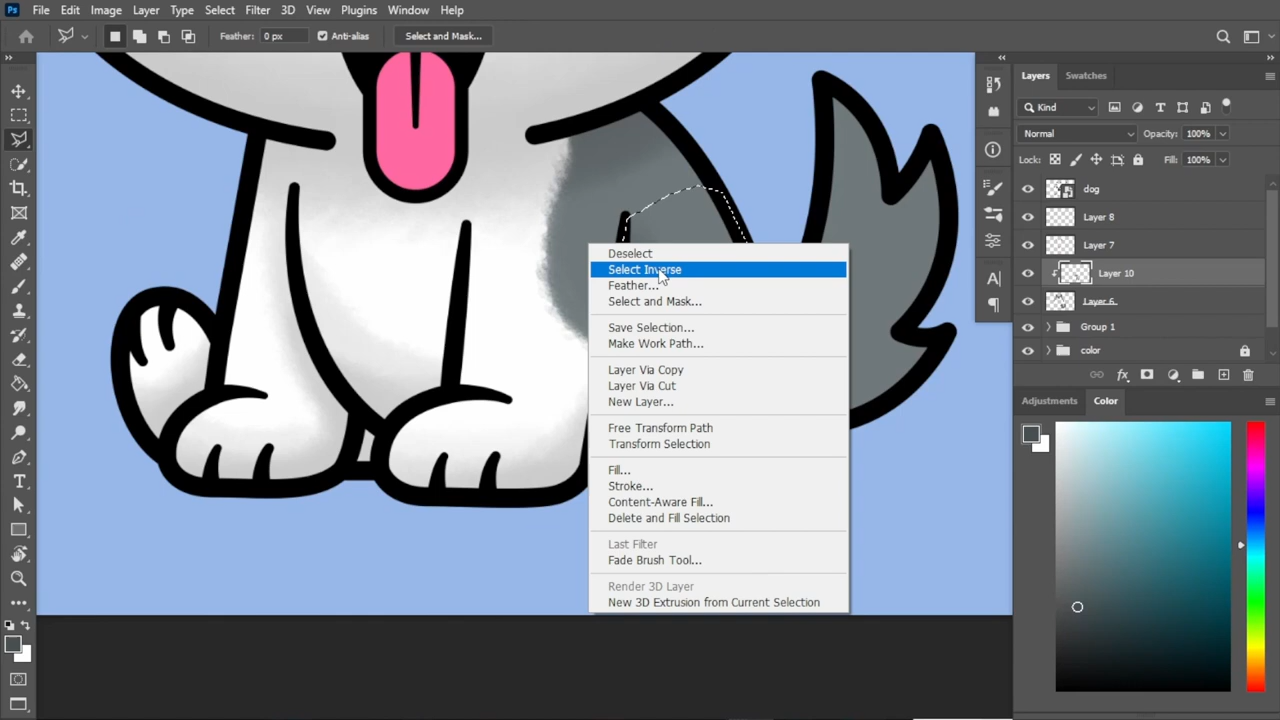 Ps File Edit Image Layer Type Select Filter 3D View Plugins Window Help
Feather: 0 px Anti-alias Select and Mask...
Layers Swatches
Kind
Normal Opacity: 100%
Lock: Fill: 100%
dog
Layer 8
Layer 7
Layer 10
Layer 6
Group 1
color
Adjustments Color
Deselect
Select Inverse
Feather...
Select and Mask...
Save Selection...
Make Work Path...
Layer Via Copy
Layer Via Cut
New Layer...
Free Transform Path
Transform Selection
Fill...
Stroke...
Content-Aware Fill...
Delete and Fill Selection
Last Filter
Fade Brush Tool...
Render 3D Layer
New 3D Extrusion from Current Selection